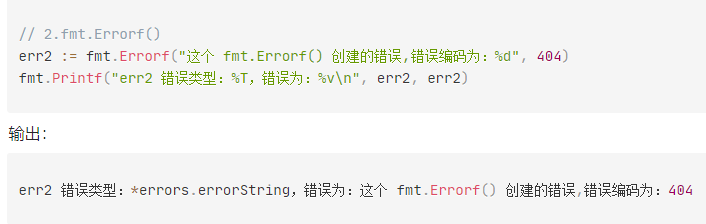 // 2.fmt.Errorf()
err2 := fmt.Errorf("这个 fmt.Errorf() 创建的错误,错误编码为：%d", 404)
fmt.Printf("err2 错误类型：%T，错误为：%v\n", err2, err2)
输出：
err2 错误类型：*errors.errorString，错误为：这个 fmt.Errorf() 创建的错误,错误编码为：404